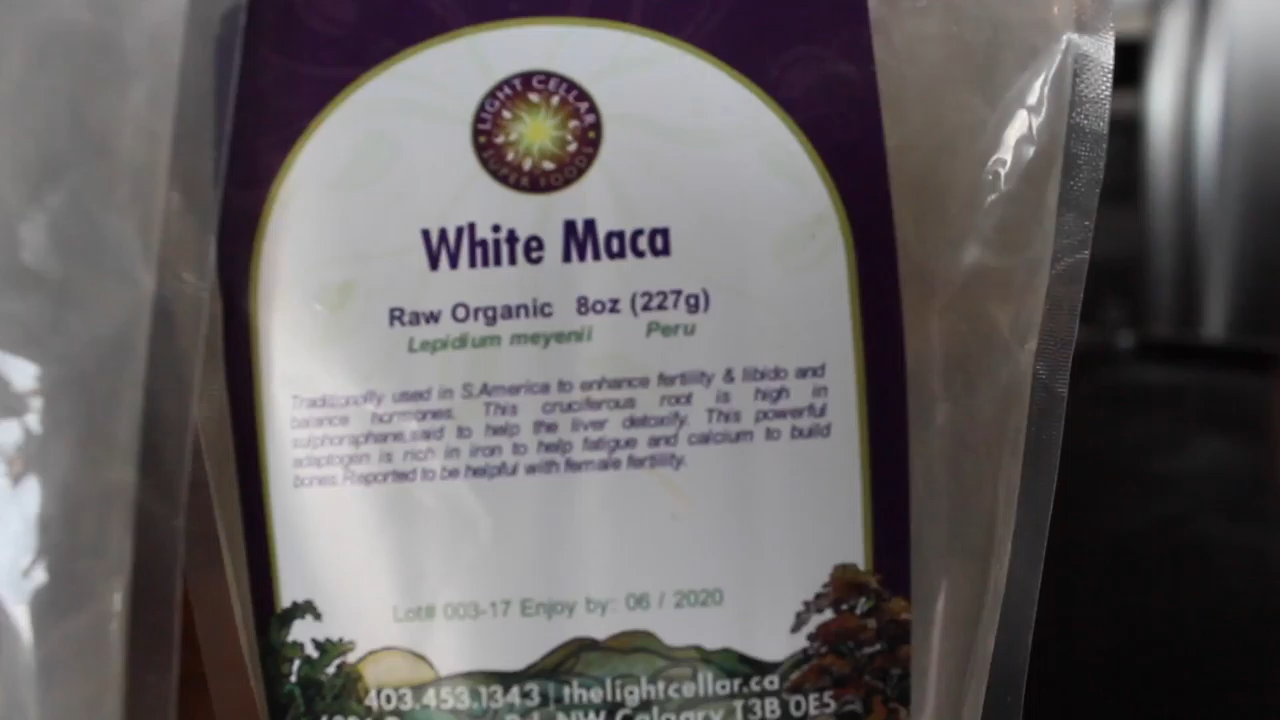 LIGHT CELLAR
SUPER FOODS
White Maca
Raw Organic 8oz (227g)
Lepidium meyenii Peru
Traditionally used in S.America to enhance fertility & libido and
balance hormones. This cruciferous root is high in
sulphoraphane,said to help the liver detoxify. This powerful
adaptogen is rich in iron to help fatigue and calcium to build
bones.Reported to be helpful with female fertility.
Lot# 003-17 Enjoy by: 06 / 2020
403.453.1343 | thelightcellar.ca
Rd. NW Calgary T3B 0E5